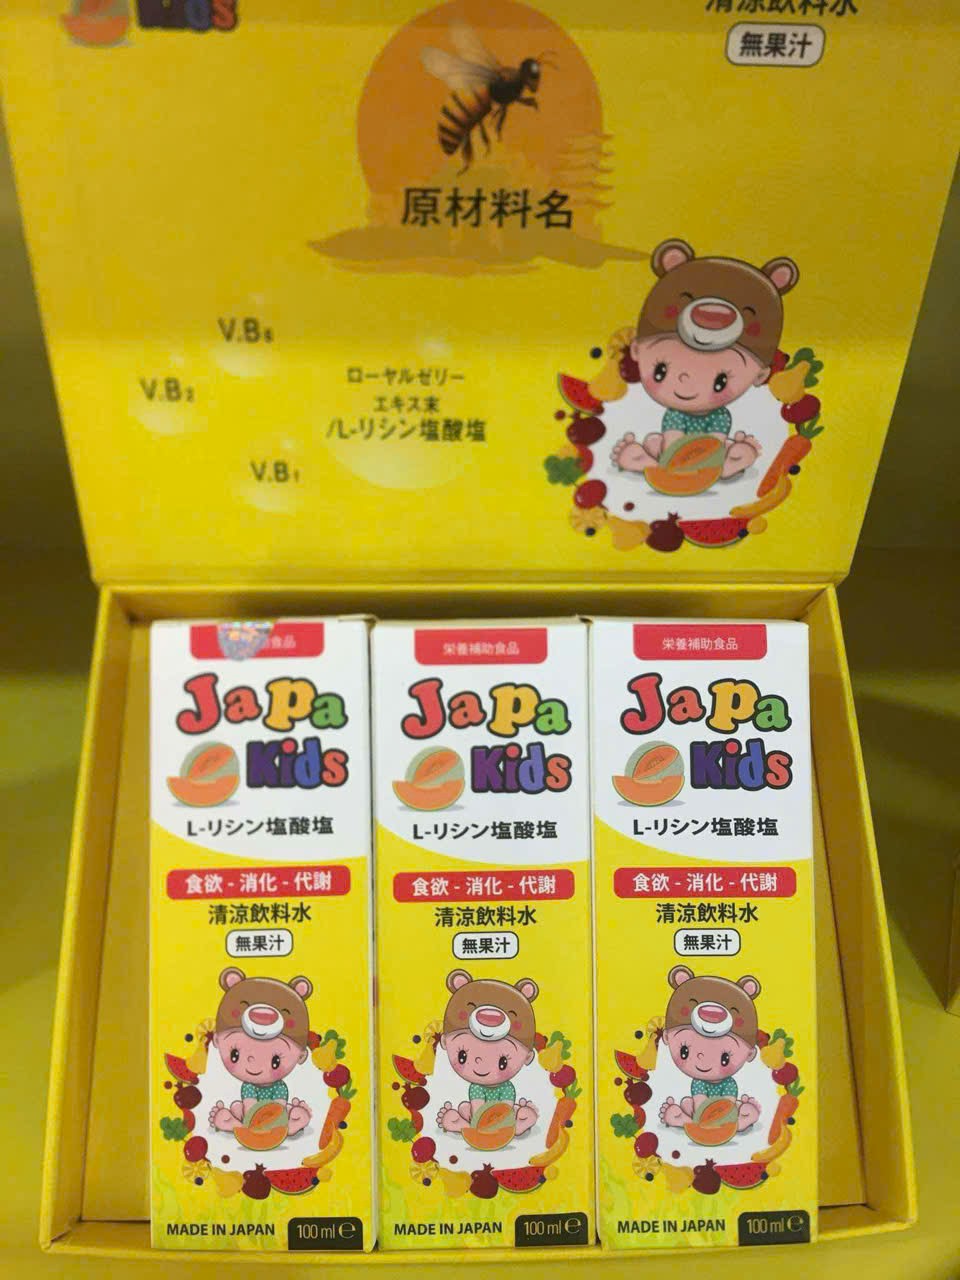 Kids
清涼飲料水
無果汁
原材料名
V.B6
V.B2
V.B1
ローヤルゼリー
エキス末
/L-リシン塩酸塩
食品
Japa
Kids
L-リシン塩酸塩
食欲 - 消化 - 代謝
清涼飲料水
無果汁
MADE IN JAPAN
100 ml e
栄養補助食品
Japa
Kids
L-リシン塩酸塩
食欲 - 消化 - 代謝
清涼飲料水
無果汁
MADE IN JAPAN
100 ml e
栄養補助食品
Japa
Kids
L-リシン塩酸塩
食欲 - 消化 - 代謝
清涼飲料水
無果汁
MADE IN JAPAN
100 ml e